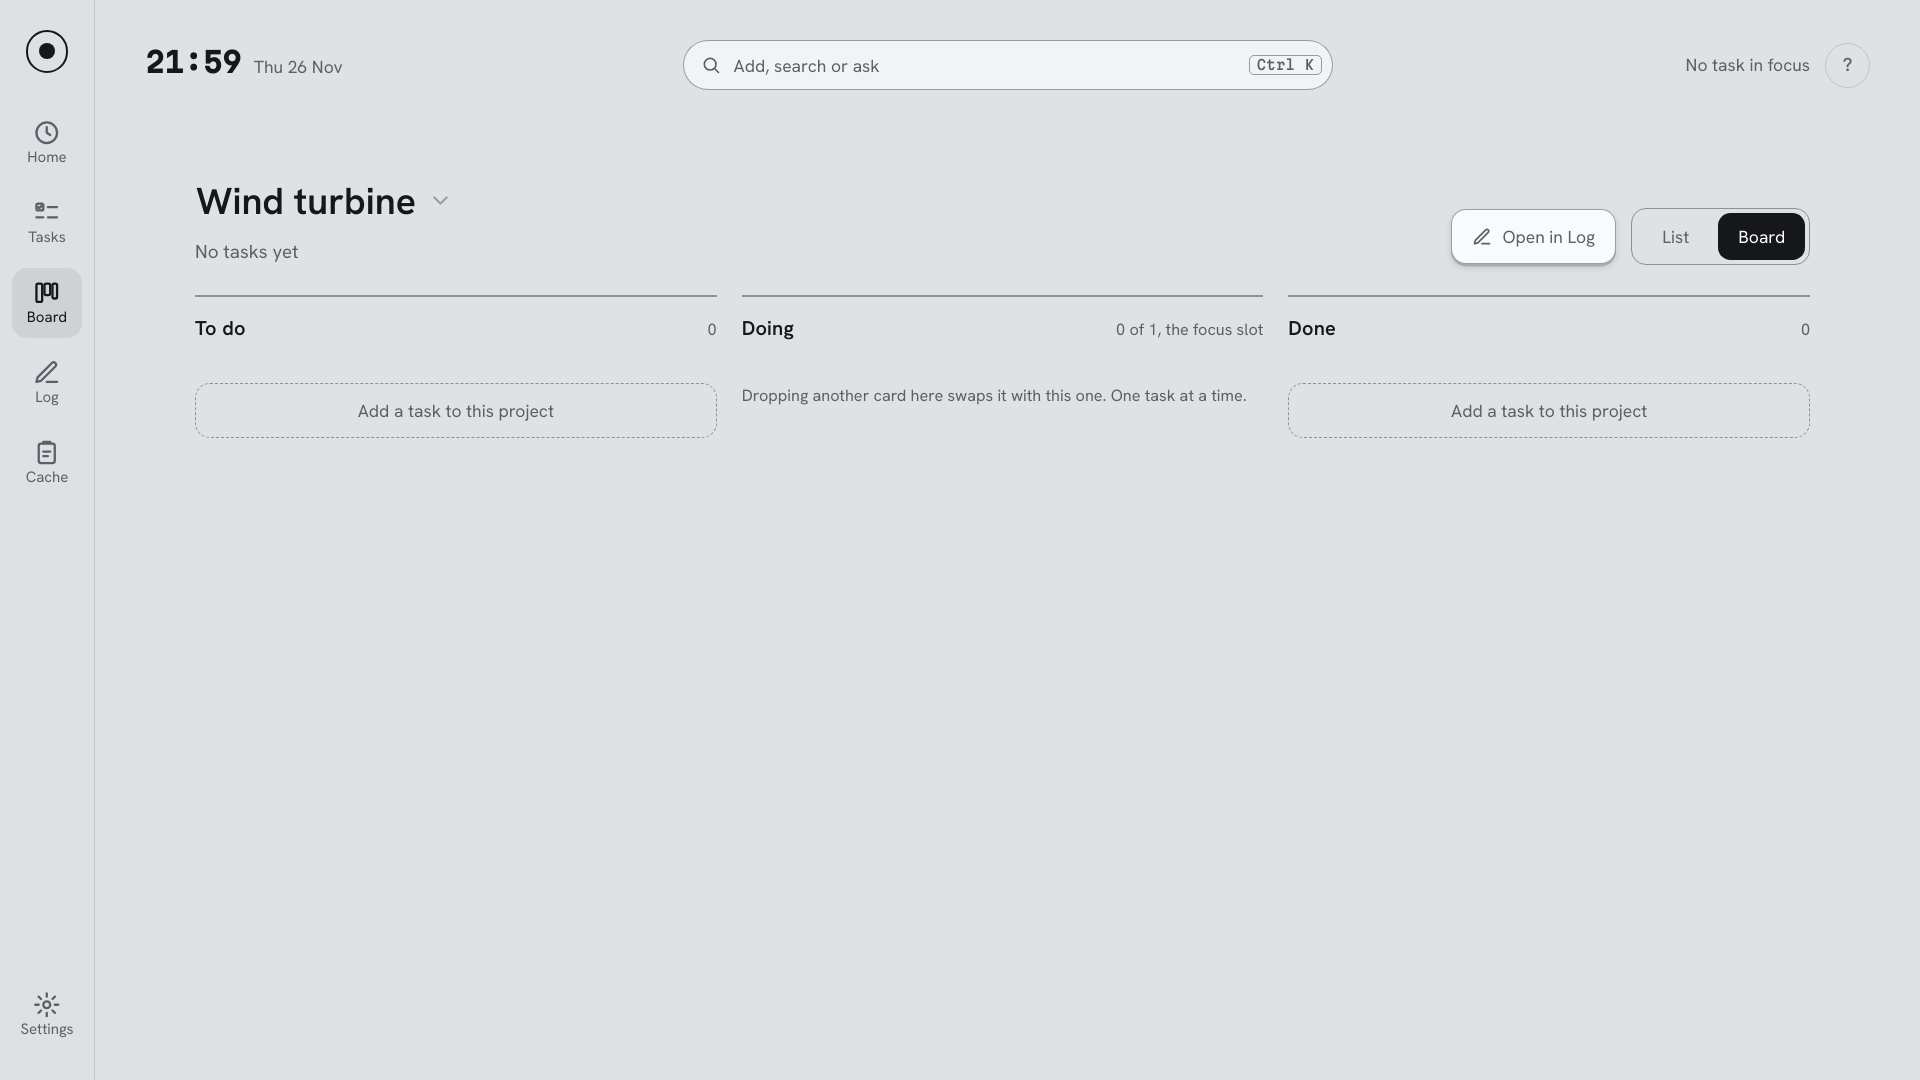 21:59 Thu 26 Nov
Add, search or ask
Ctrl K
No task in focus
?
Home
Tasks
Board
Log
Cache
Settings
Wind turbine
No tasks yet
Open in Log
List
Board
To do
0
Add a task to this project
Doing
0 of 1, the focus slot
Dropping another card here swaps it with this one. One task at a time.
Done
0
Add a task to this project